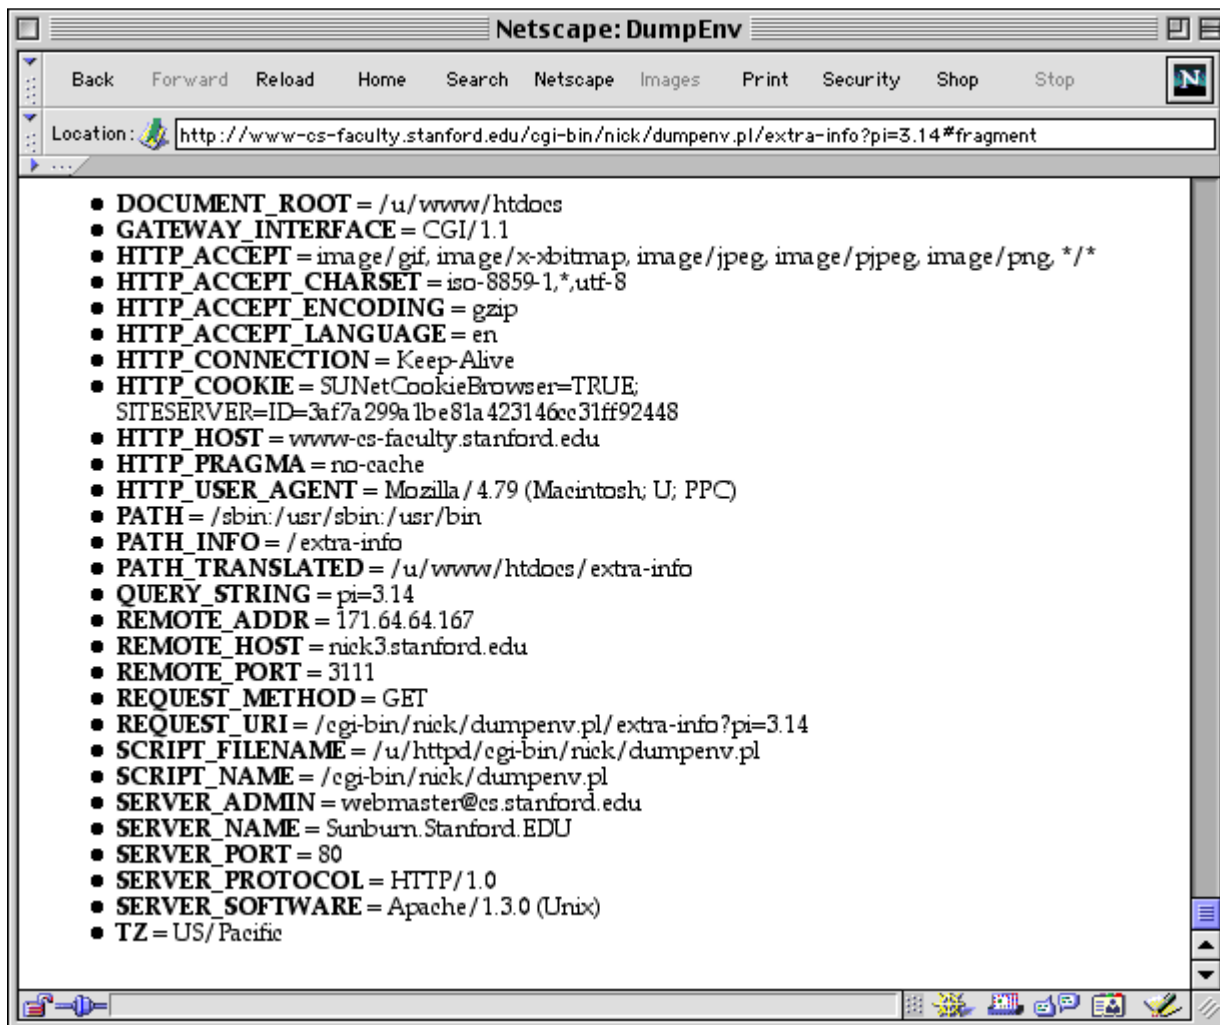 Netscape: DumpEnv
Back Forward Reload Home Search Netscape Images Print Security Shop Stop N
Location: http://www-cs-faculty.stanford.edu/cgi-bin/nick/dumpenv.pl/extra-info?pi=3.14#fragment
...
• DOCUMENT_ROOT = /u/www/htdocs
• GATEWAY_INTERFACE = CGI/1.1
• HTTP_ACCEPT = image/gif, image/x-xbitmap, image/jpeg, image/pjpeg, image/png, */*
• HTTP_ACCEPT_CHARSET = iso-8859-1,*,utf-8
• HTTP_ACCEPT_ENCODING = gzip
• HTTP_ACCEPT_LANGUAGE = en
• HTTP_CONNECTION = Keep-Alive
• HTTP_COOKIE = SUNetCookieBrowser=TRUE;
SITESERVER=ID=3af7a299a1be81a423146cc31ff92448
• HTTP_HOST = www-cs-faculty.stanford.edu
• HTTP_PRAGMA = no-cache
• HTTP_USER_AGENT = Mozilla/4.79 (Macintosh; U; PPC)
• PATH = /sbin:/usr/sbin:/usr/bin
• PATH_INFO = /extra-info
• PATH_TRANSLATED = /u/www/htdocs/extra-info
• QUERY_STRING = pi=3.14
• REMOTE_ADDR = 171.64.64.167
• REMOTE_HOST = nick3.stanford.edu
• REMOTE_PORT = 3111
• REQUEST_METHOD = GET
• REQUEST_URI = /cgi-bin/nick/dumpenv.pl/extra-info?pi=3.14
• SCRIPT_FILENAME = /u/httpd/cgi-bin/nick/dumpenv.pl
• SCRIPT_NAME = /cgi-bin/nick/dumpenv.pl
• SERVER_ADMIN = webmaster@cs.stanford.edu
• SERVER_NAME = Sunburn.Stanford.EDU
• SERVER_PORT = 80
• SERVER_PROTOCOL = HTTP/1.0
• SERVER_SOFTWARE = Apache/1.3.0 (Unix)
• TZ = US/Pacific